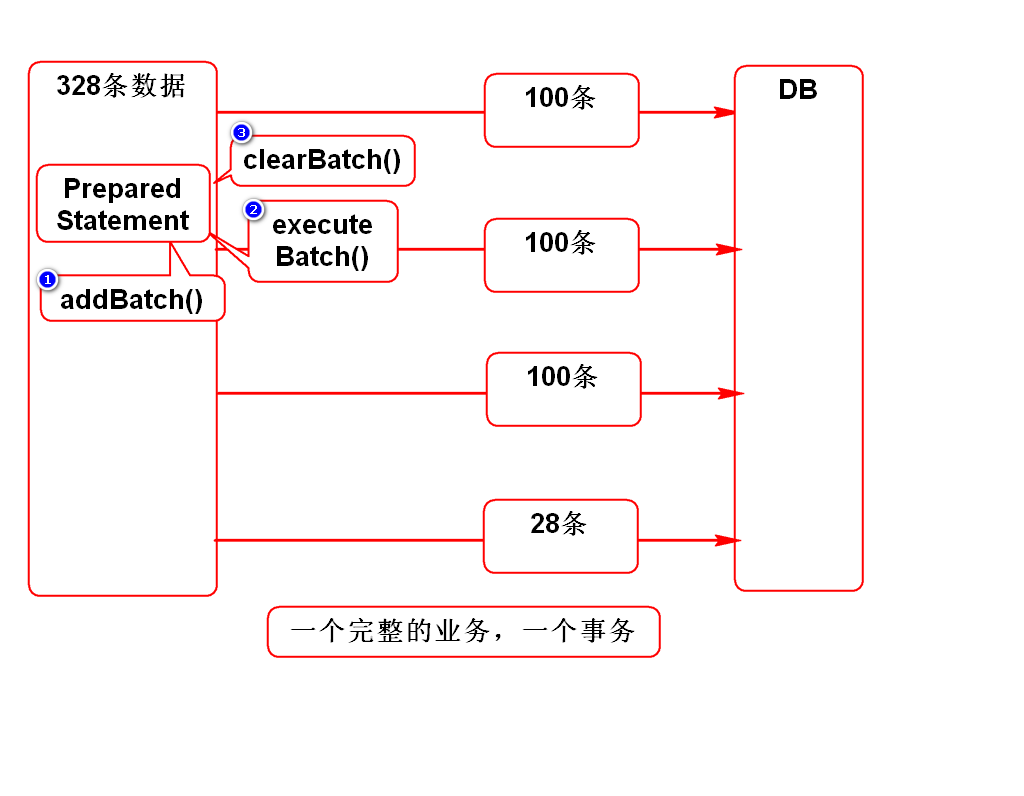 328条数据
100条
DB
③
clearBatch()
Prepared
Statement
②
execute
Batch()
100条
①
addBatch()
100条
28条
一个完整的业务，一个事务